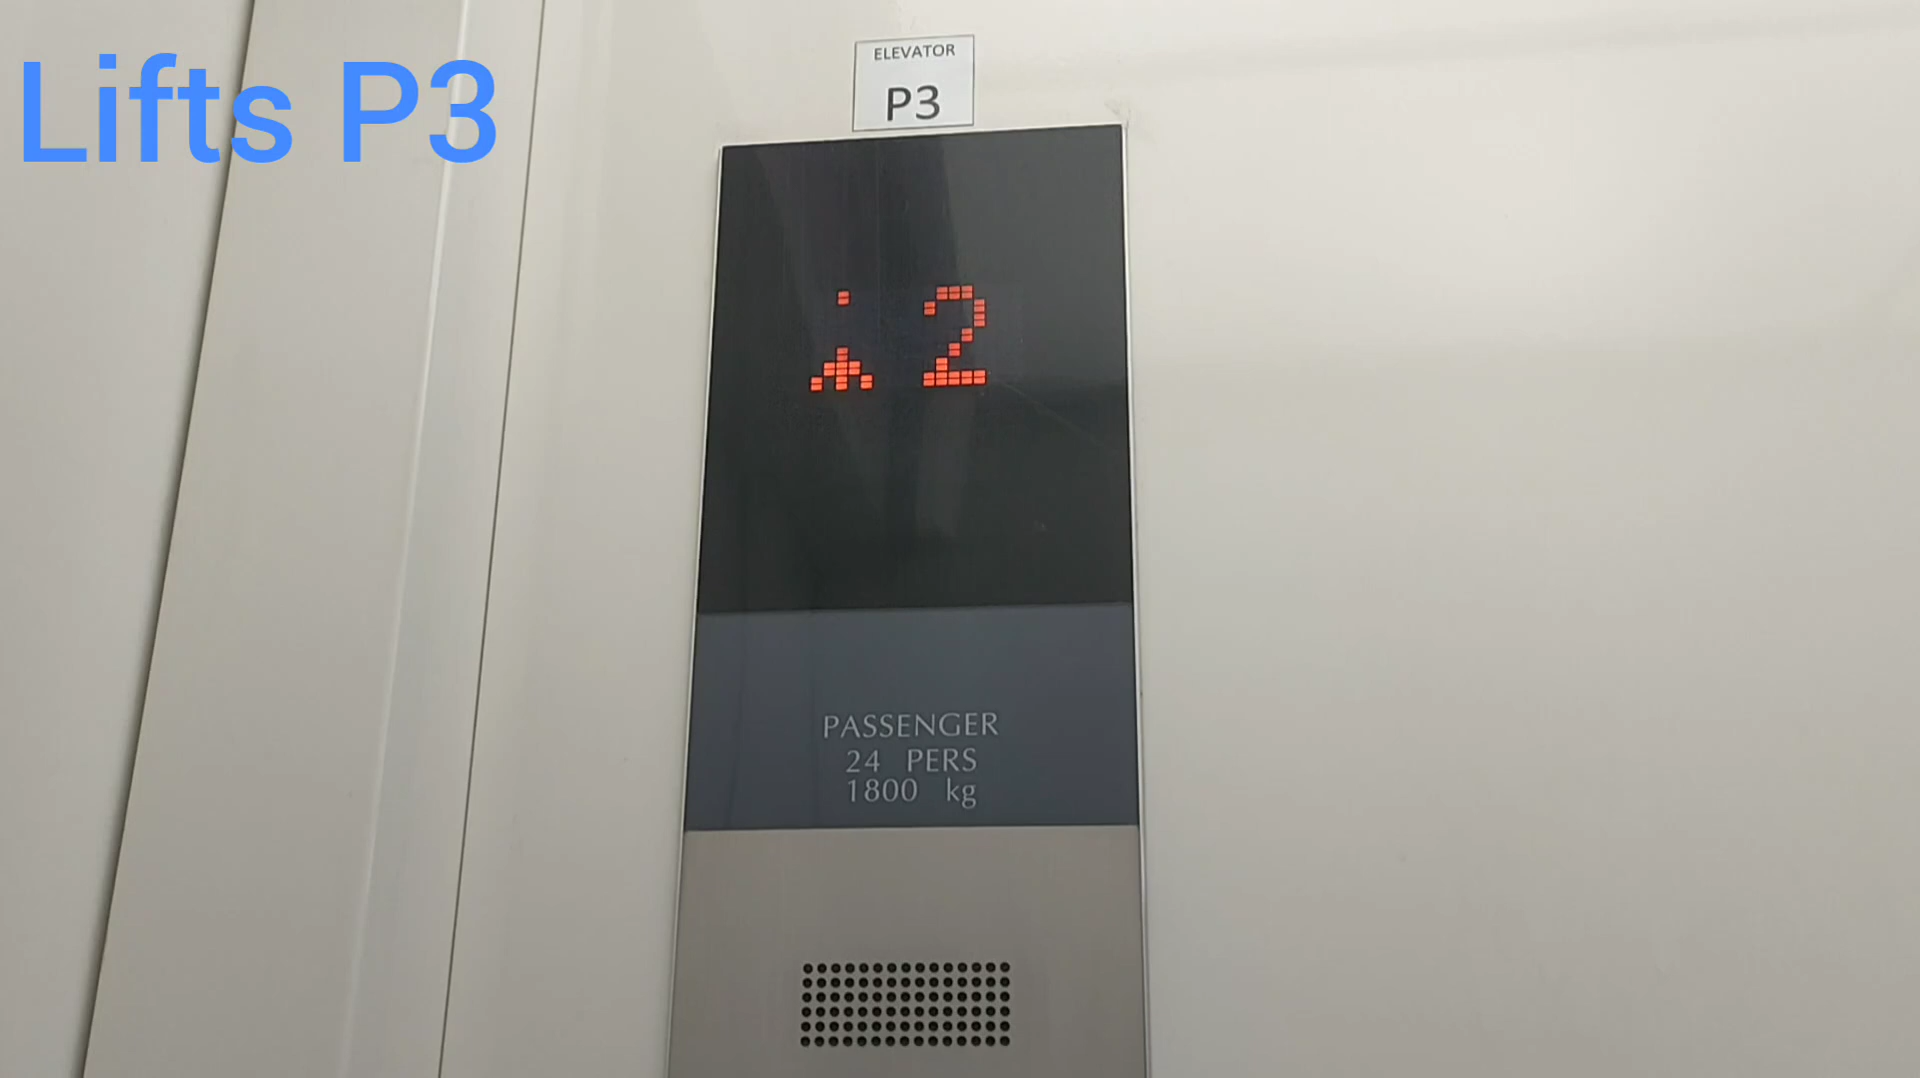 Lifts P3
ELEVATOR
P3
2
PASSENGER
24 PERS
1800 kg